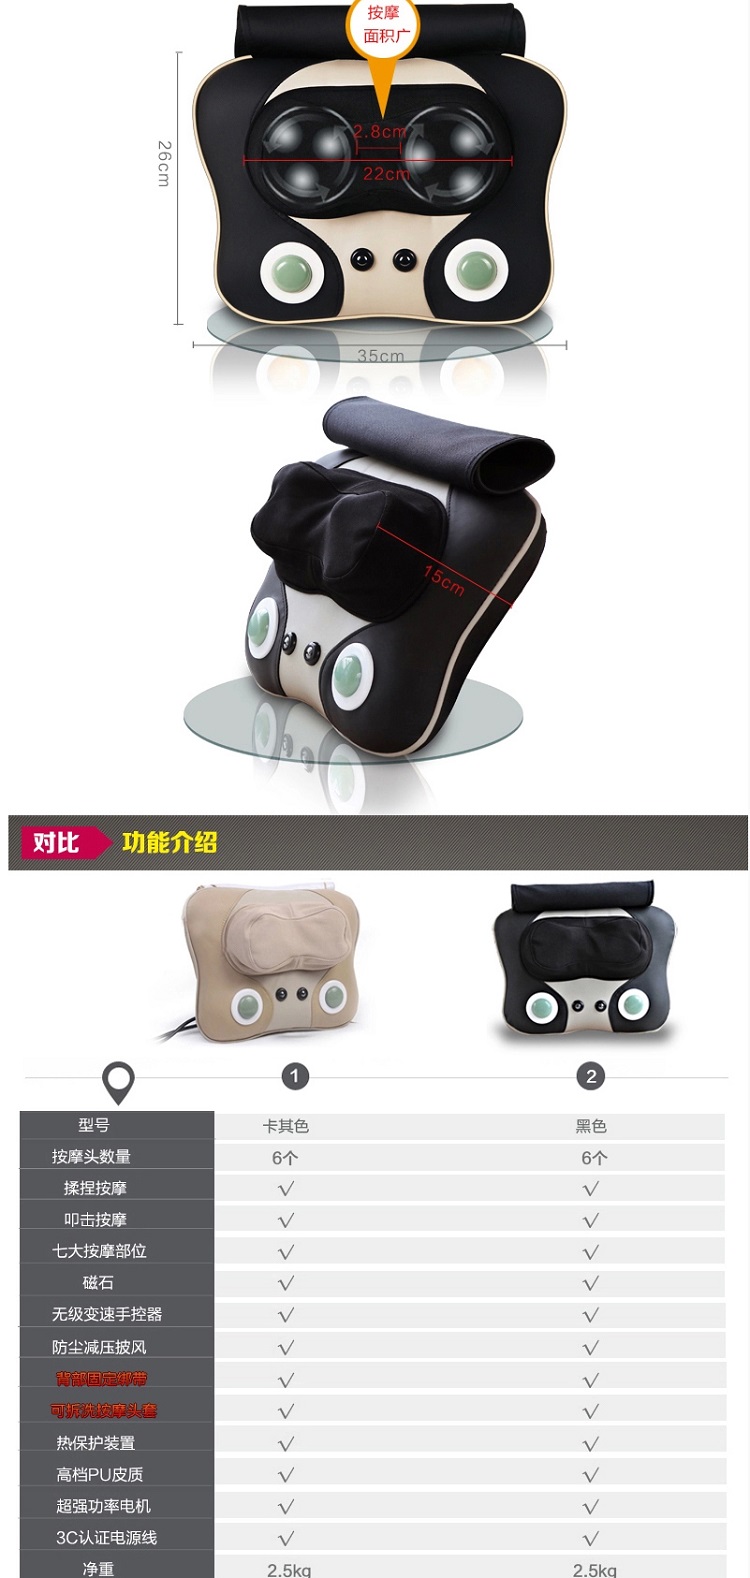 按摩
面积广
2.8cm
22cm
26cm
35cm
15cm
对比 功能介绍
1 2
型号 卡其色 黑色
按摩头数量 6个 6个
揉捏按摩 √ √
叩击按摩 √ √
七大按摩部位 √ √
磁石 √ √
无级变速手控器 √ √
防尘减压披风 √ √
背部固定绑带 √ √
可拆洗按摩头套 √ √
热保护装置 √ √
高档PU皮质 √ √
超强功率电机 √ √
3C认证电源线 √ √
净重 2.5kg 2.5kg